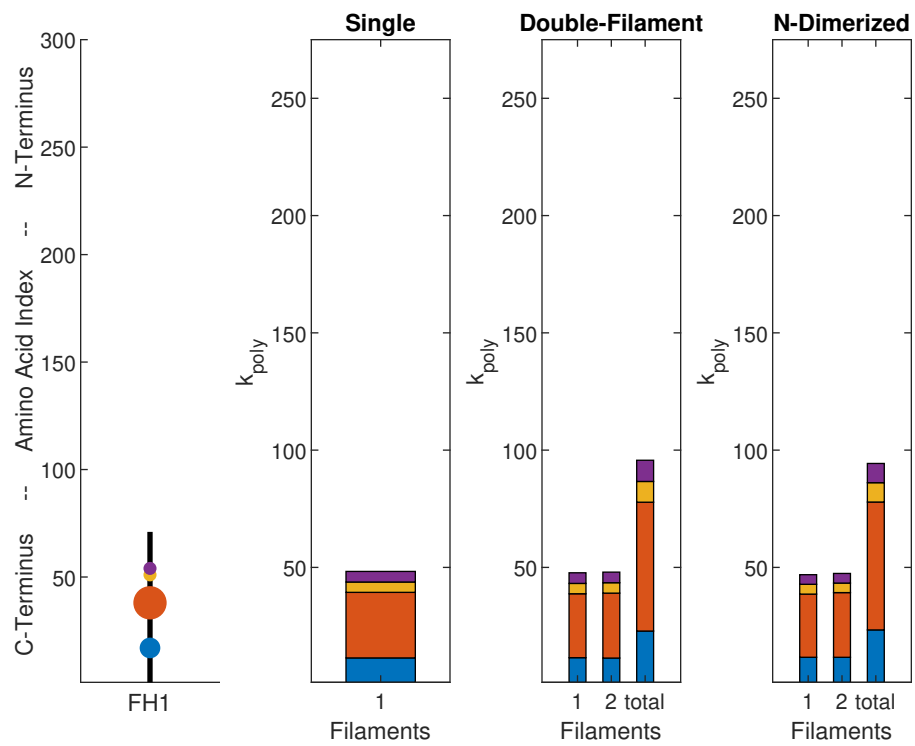 Single
Double-Filament
N-Dimerized
300
250
200
150
100
50
C-Terminus -- Amino Acid Index -- N-Terminus
FH1
250
200
150
100
50
k_poly
1
Filaments
250
200
150
100
50
k_poly
1 2 total
Filaments
250
200
150
100
50
k_poly
1 2 total
Filaments